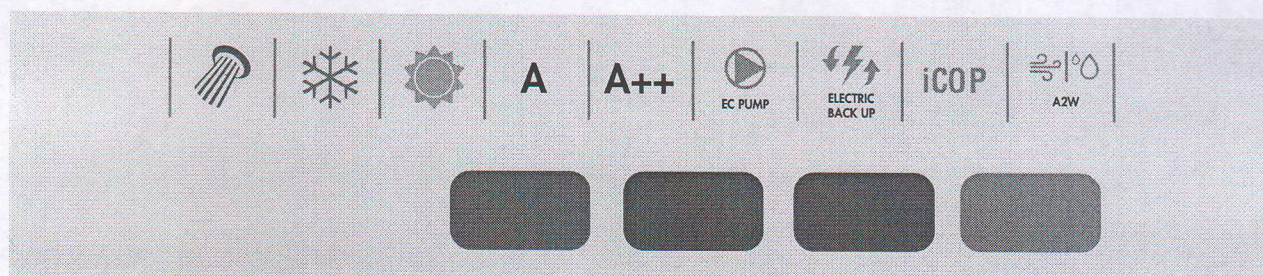 A
A++
EC PUMP
ELECTRIC
BACK UP
iCOP
A2W